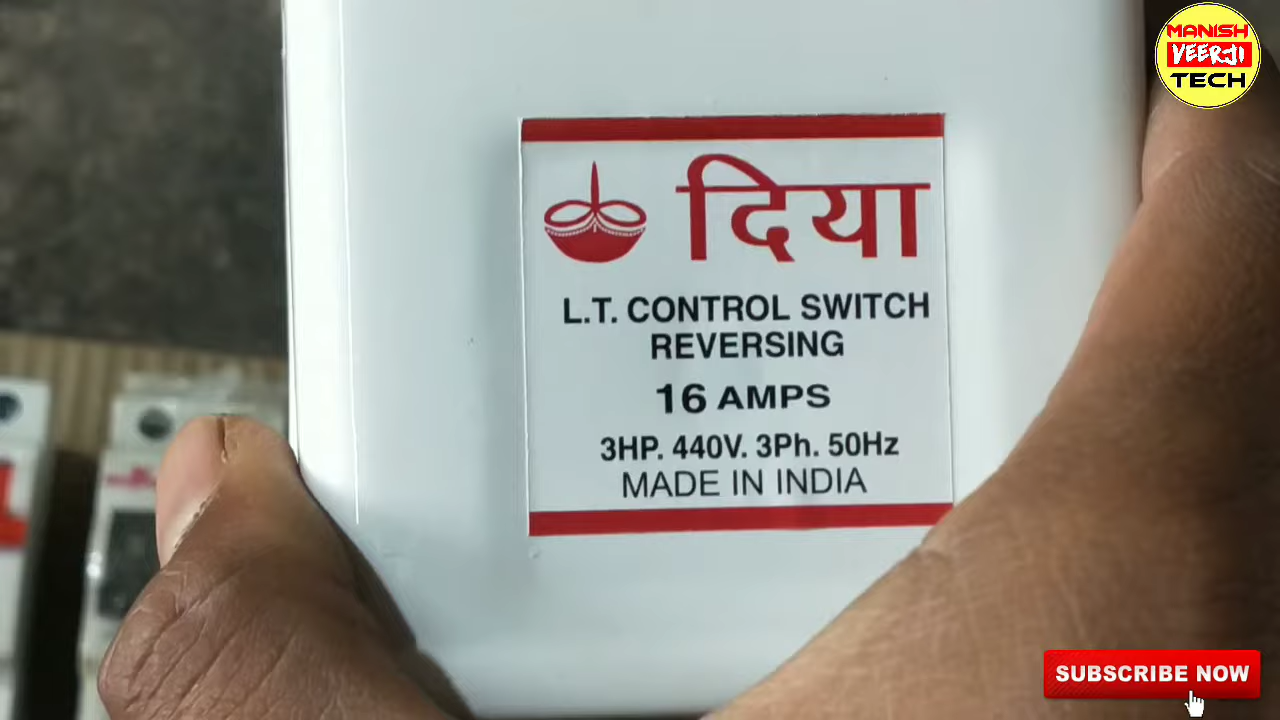 MANISH
VEERJI
TECH
दिया
L.T. CONTROL SWITCH
REVERSING
16 AMPS
3HP. 440V. 3Ph. 50Hz
MADE IN INDIA
SUBSCRIBE NOW